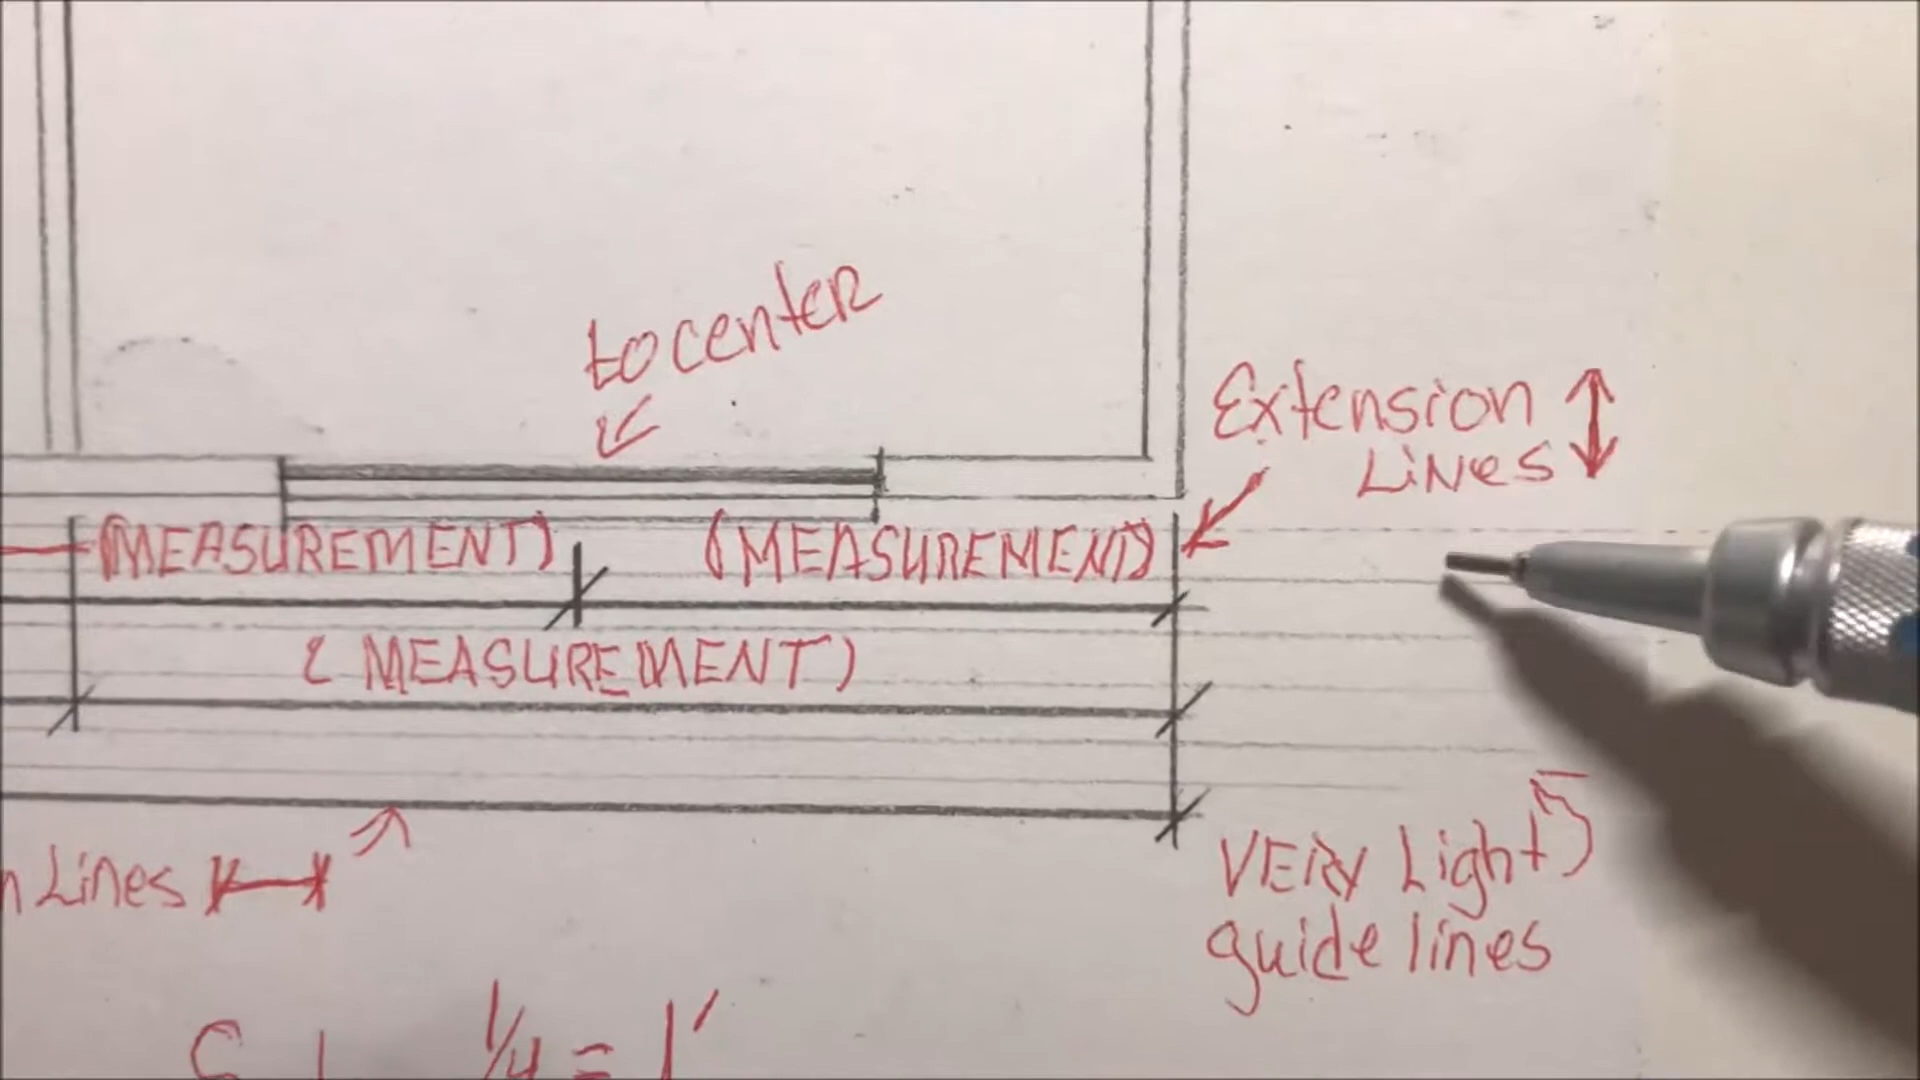 to center
Extension
Lines
(MEASUREMENT)
(MEASUREMENT)
(MEASUREMENT)
Lines
VERY Light
guide lines
1/4 = 1'